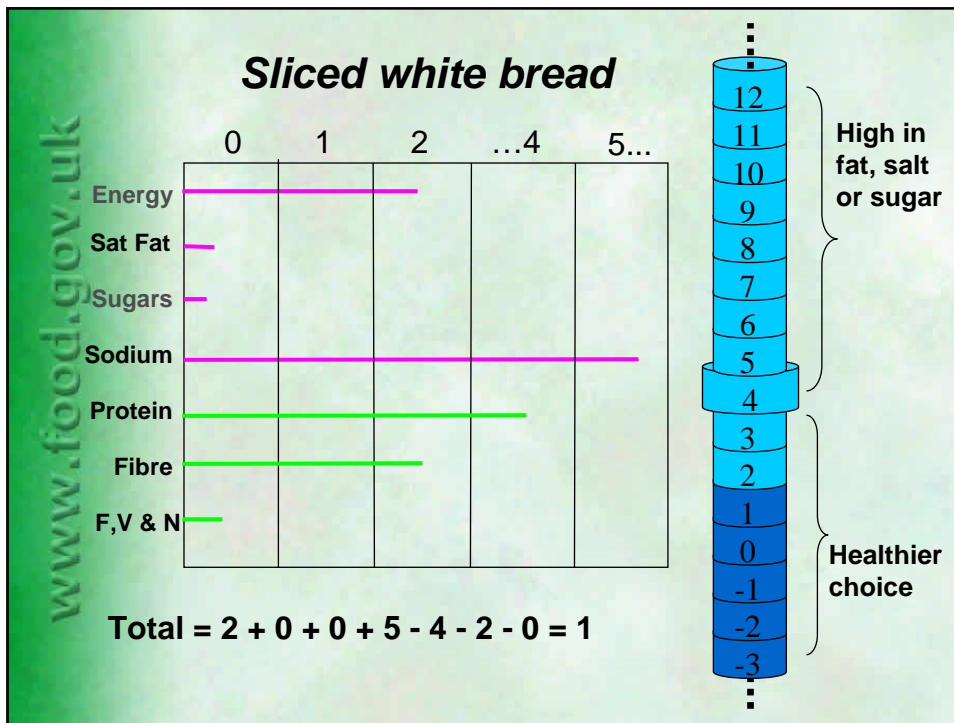 Sliced white bread
0 1 2 …4 5...
Energy
Sat Fat
Sugars
Sodium
Protein
Fibre
F,V & N
Total = 2 + 0 + 0 + 5 - 4 - 2 - 0 = 1
www.food.gov.uk
12
11
10
9
8
7
6
5
4
3
2
1
0
-1
-2
-3
High in
fat, salt
or sugar
Healthier
choice